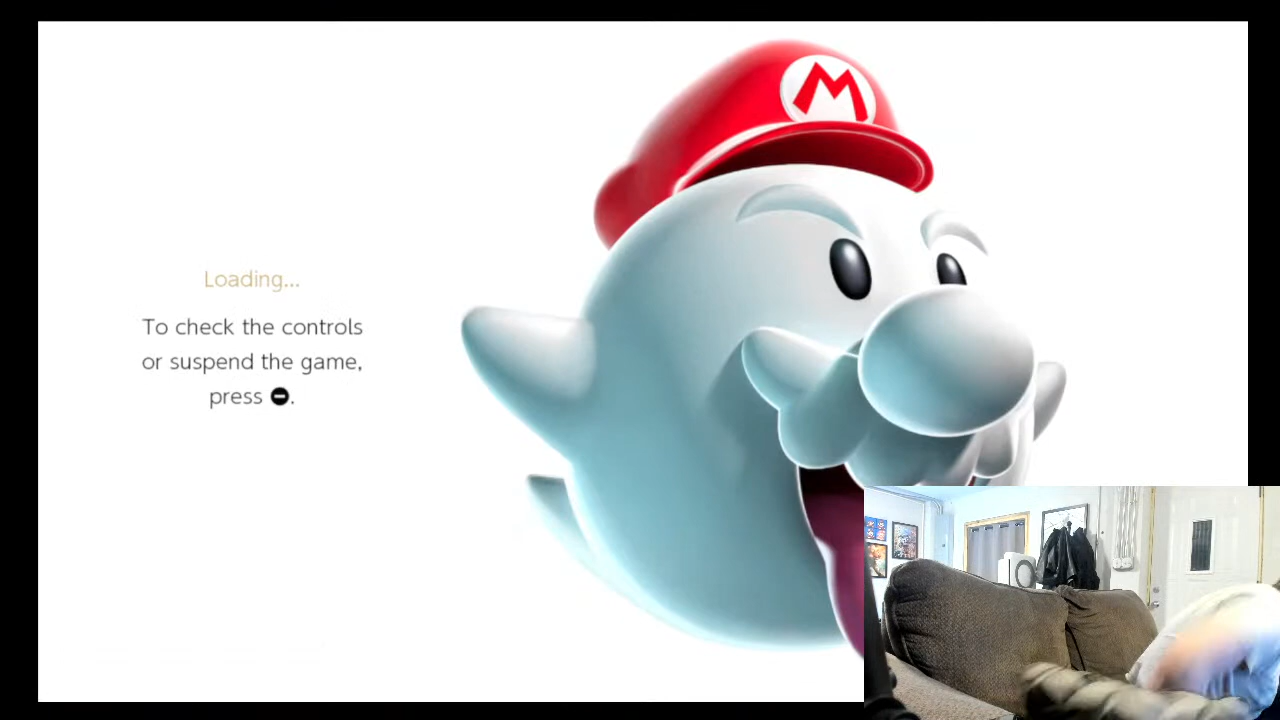 M
Loading...
To check the controls
or suspend the game,
press ⊖.